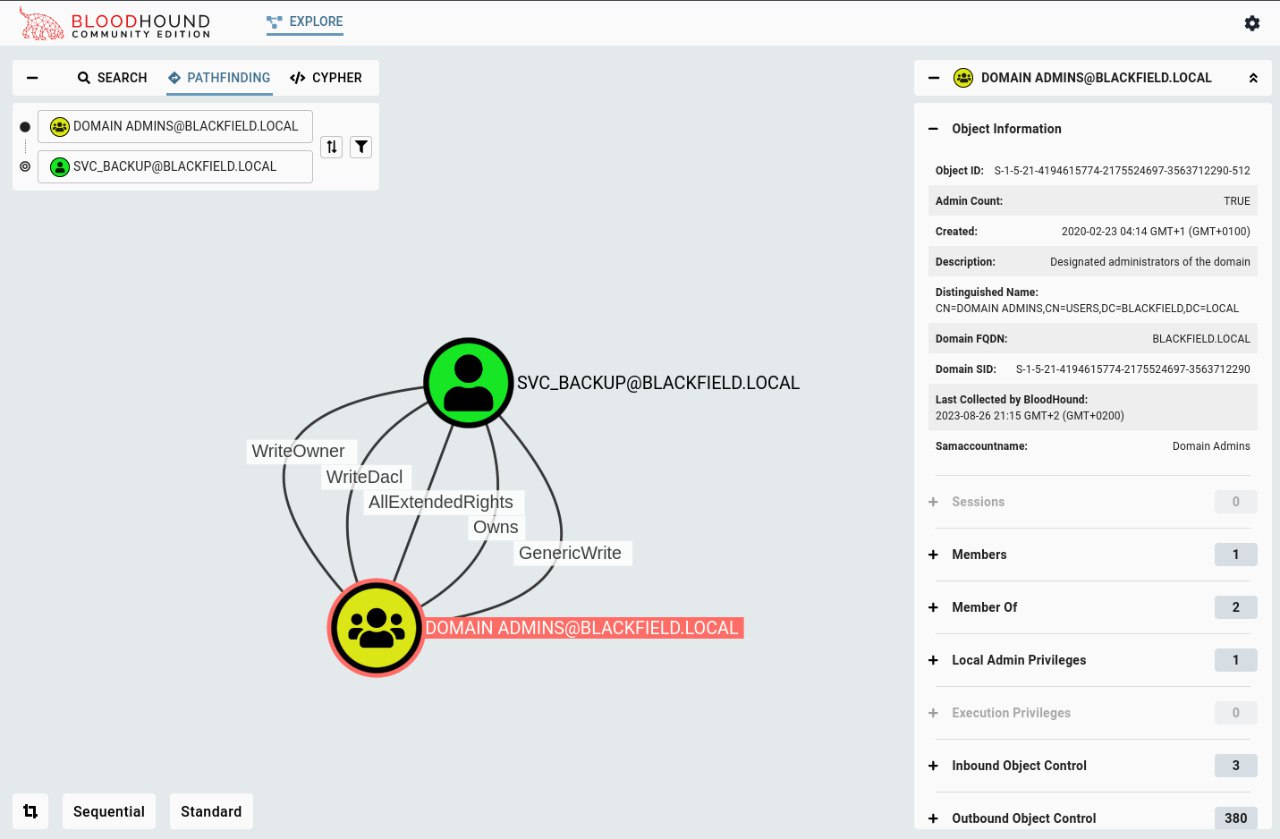 BLOODHOUND
COMMUNITY EDITION
EXPLORE
SEARCH PATHFINDING CYPHER
DOMAIN ADMINS@BLACKFIELD.LOCAL
SVC_BACKUP@BLACKFIELD.LOCAL
SVC_BACKUP@BLACKFIELD.LOCAL
WriteOwner
WriteDacl
AllExtendedRights
Owns
GenericWrite
DOMAIN ADMINS@BLACKFIELD.LOCAL
Sequential Standard
DOMAIN ADMINS@BLACKFIELD.LOCAL
Object Information
Object ID: S-1-5-21-4194615774-2175524697-3563712290-512
Admin Count: TRUE
Created: 2020-02-23 04:14 GMT+1 (GMT+0100)
Description: Designated administrators of the domain
Distinguished Name:
CN=DOMAIN ADMINS,CN=USERS,DC=BLACKFIELD,DC=LOCAL
Domain FQDN: BLACKFIELD.LOCAL
Domain SID: S-1-5-21-4194615774-2175524697-3563712290
Last Collected by BloodHound:
2023-08-26 21:15 GMT+2 (GMT+0200)
Samaccountname: Domain Admins
Sessions 0
Members 1
Member Of 2
Local Admin Privileges 1
Execution Privileges 0
Inbound Object Control 3
Outbound Object Control 380